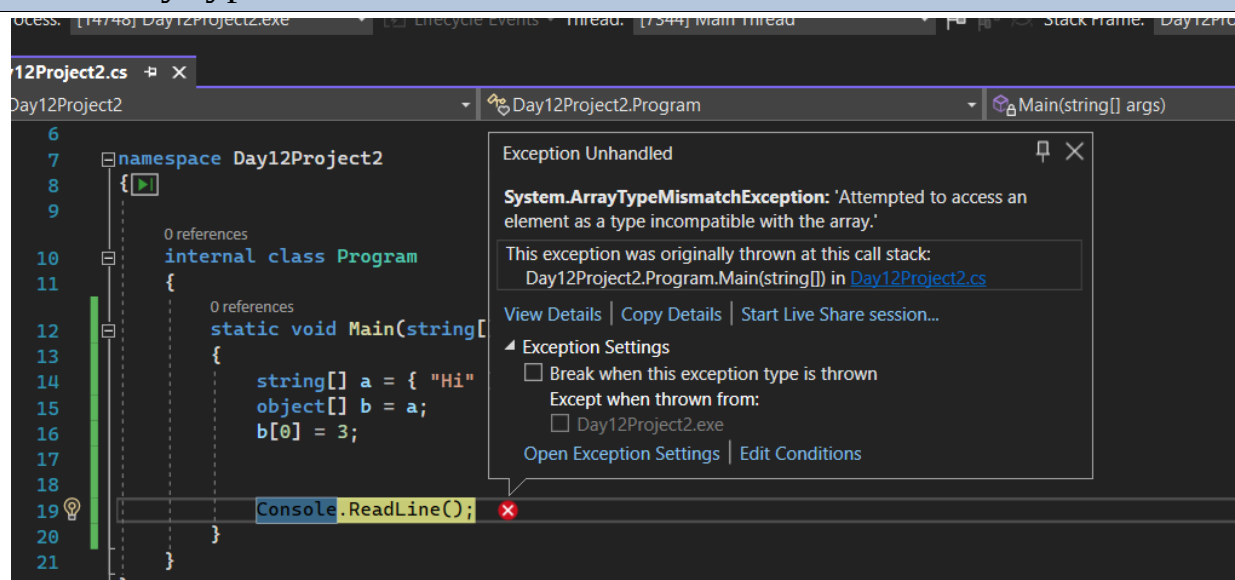 [14748] Day12Project2.exe Lifecycle Events Thread: [7344] Main Thread Stack Frame:
12Project2.cs
Day12Project2 Day12Project2.Program Main(string[] args)
6
7 namespace Day12Project2
8 {
9
0 references
10 internal class Program
11 {
0 references
12 static void Main(string[
13 {
14 string[] a = { "Hi"
15 object[] b = a;
16 b[0] = 3;
17
18
19 Console.ReadLine();
20 }
21 }
Exception Unhandled
System.ArrayTypeMismatchException: 'Attempted to access an
element as a type incompatible with the array.'
This exception was originally thrown at this call stack:
Day12Project2.Program.Main(string[]) in Day12Project2.cs
View Details | Copy Details | Start Live Share session...
Exception Settings
Break when this exception type is thrown
Except when thrown from:
Day12Project2.exe
Open Exception Settings | Edit Conditions